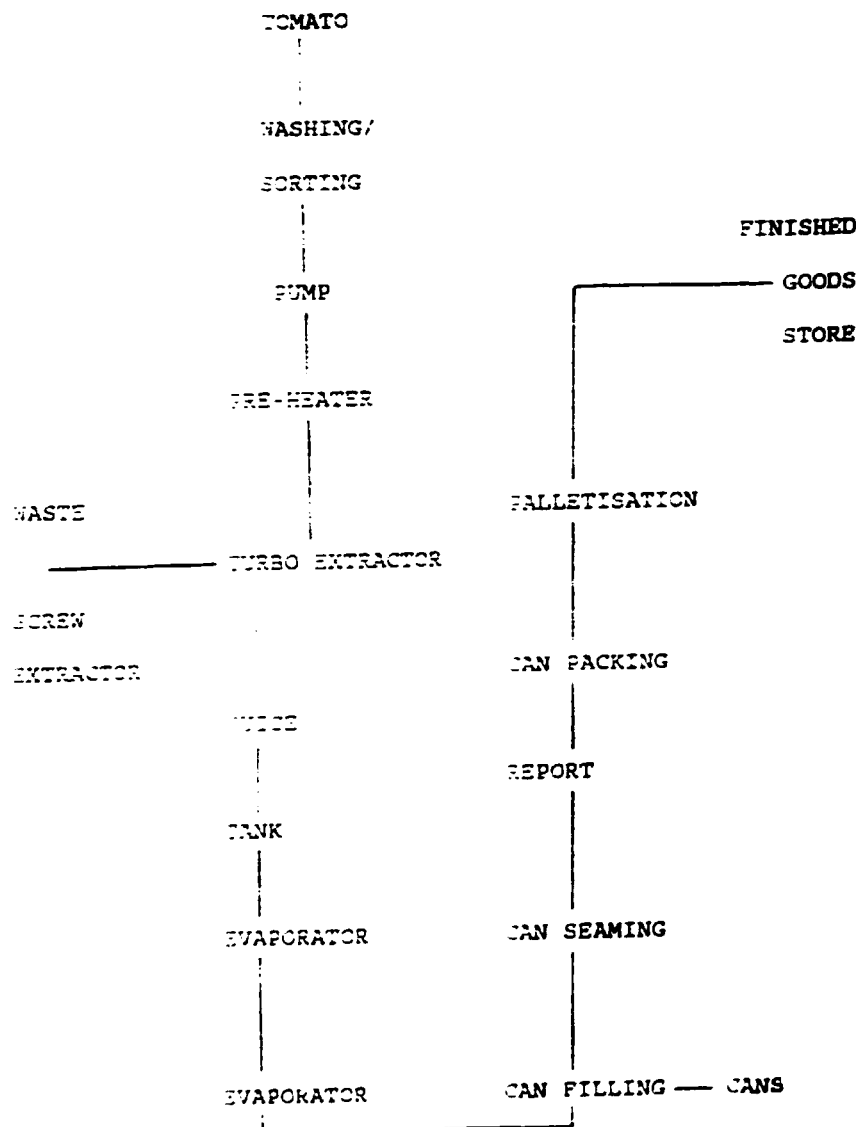 TOMATO
WASHING/
SORTING
PUMP
PRE-HEATER
WASTE
TURBO EXTRACTOR
SCREW
EXTRACTOR
JUICE
TANK
EVAPORATOR
EVAPORATOR
FINISHED
GOODS
STORE
PALLETISATION
CAN PACKING
REPORT
CAN SEAMING
CAN FILLING — CANS